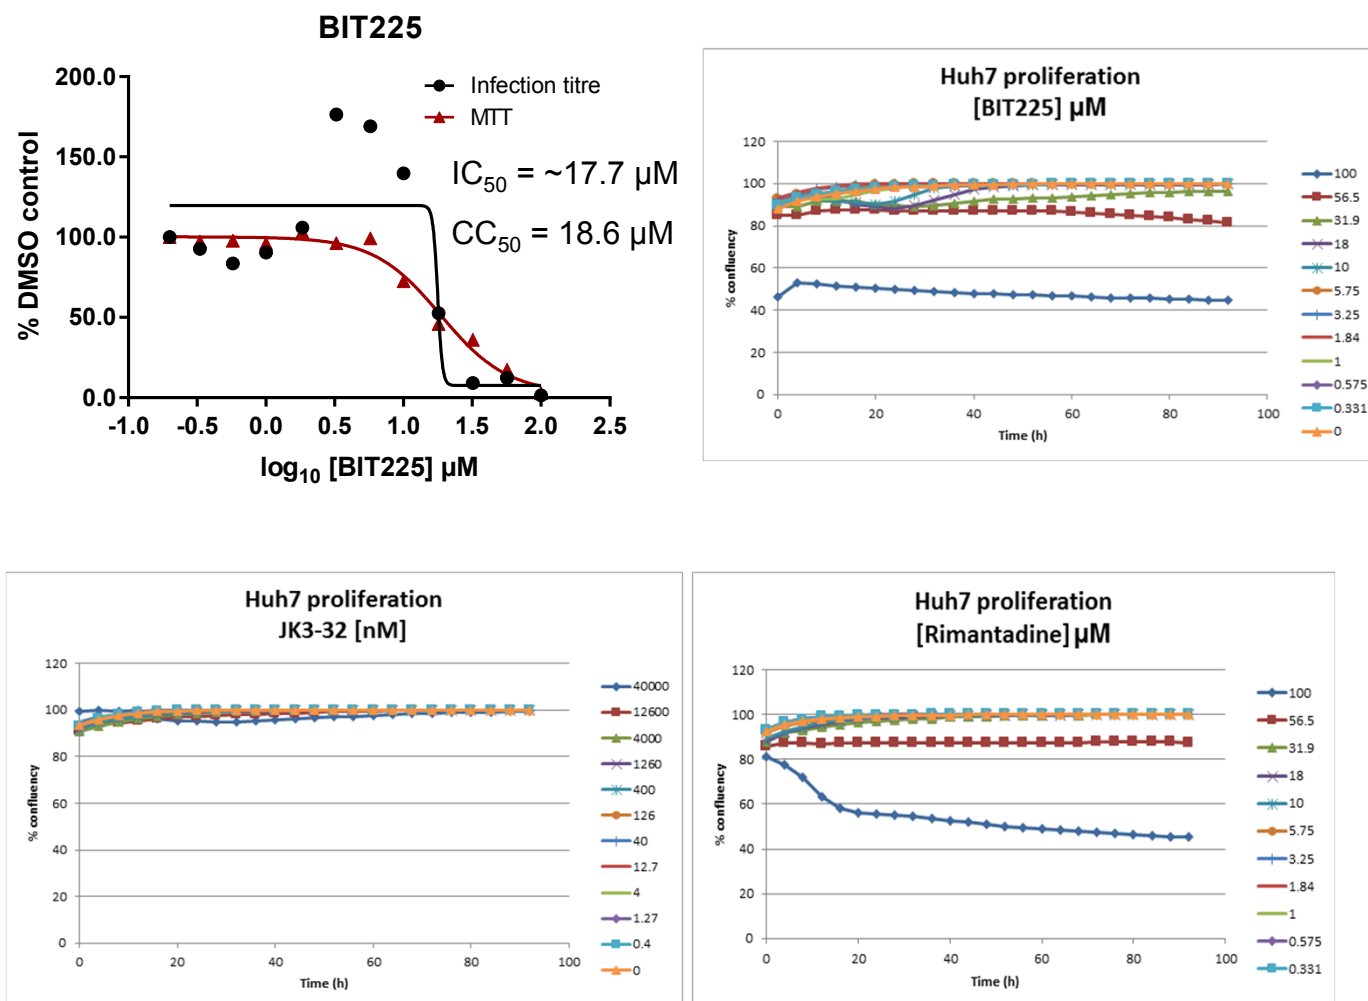 BIT225
Infection titre
MTT
IC50 = ~17.7 µM
CC50 = 18.6 µM
% DMSO control
200.0
150.0
100.0
50.0
0.0
-1.0 -0.5 0.0 0.5 1.0 1.5 2.0 2.5
log10 [BIT225] µM
Huh7 proliferation
[BIT225] µM
% confluency
120
100
80
60
40
20
0
0 20 40 60 80 100
Time (h)
100
56.5
31.9
18
10
5.75
3.25
1.84
1
0.575
0.331
0
Huh7 proliferation
JK3-32 [nM]
% confluency
120
100
80
60
40
20
0
0 20 40 60 80 100
Time (h)
40000
12600
4000
1260
400
126
40
12.7
4
1.27
0.4
0
Huh7 proliferation
[Rimantadine] µM
% confluency
120
100
80
60
40
20
0
0 20 40 60 80 100
Time (h)
100
56.5
31.9
18
10
5.75
3.25
1.84
1
0.575
0.331